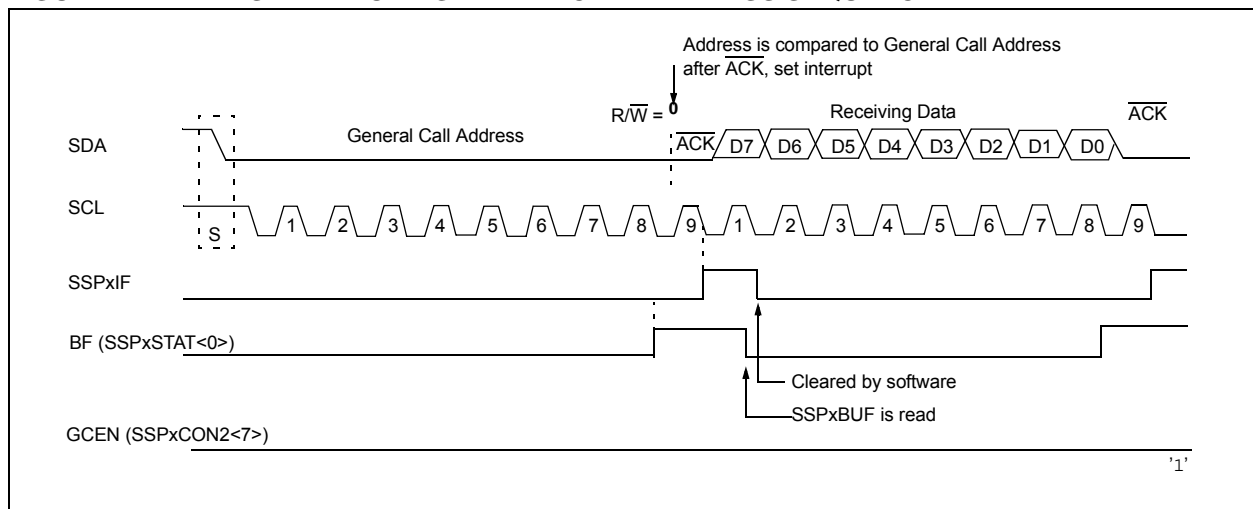 Address is compared to General Call Address
after ACK, set interrupt
R/W = 0
General Call Address
Receiving Data
ACK
SDA
ACK D7 D6 D5 D4 D3 D2 D1 D0
SCL
S
1 2 3 4 5 6 7 8 9 1 2 3 4 5 6 7 8 9
SSPxIF
BF (SSPxSTAT<0>)
Cleared by software
SSPxBUF is read
GCEN (SSPxCON2<7>)
'1'